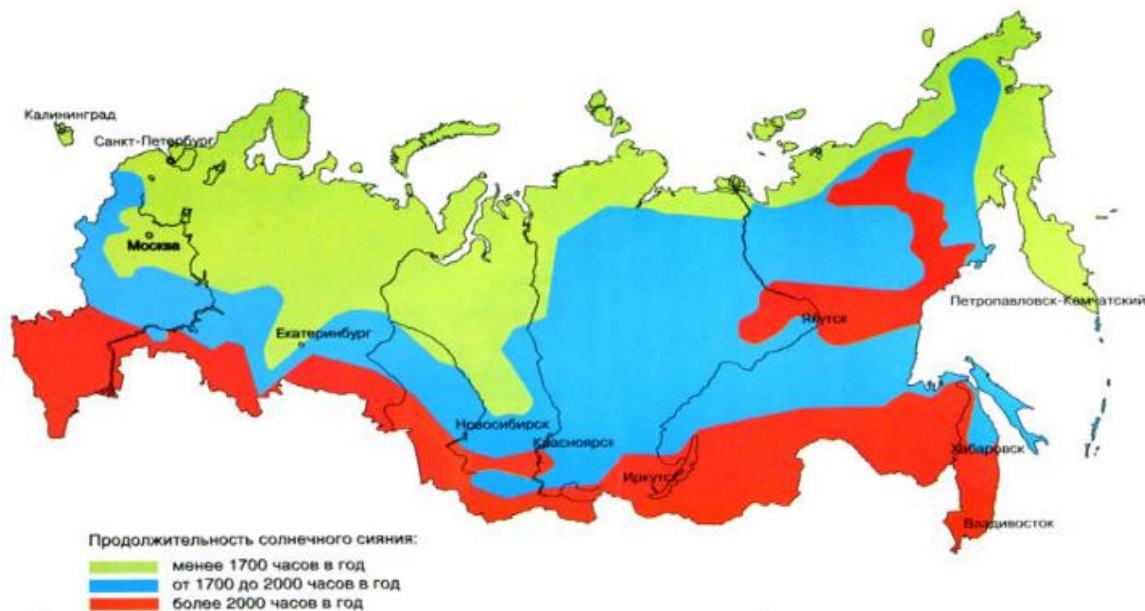 Калининград
Санкт-Петербург
Москва
Петропавловск-Камчатский
Якутск
Екатеринбург
Новосибирск
Красноярск
Хабаровск
Иркутск
Владивосток
Продолжительность солнечного сияния:
менее 1700 часов в год
от 1700 до 2000 часов в год
более 2000 часов в год